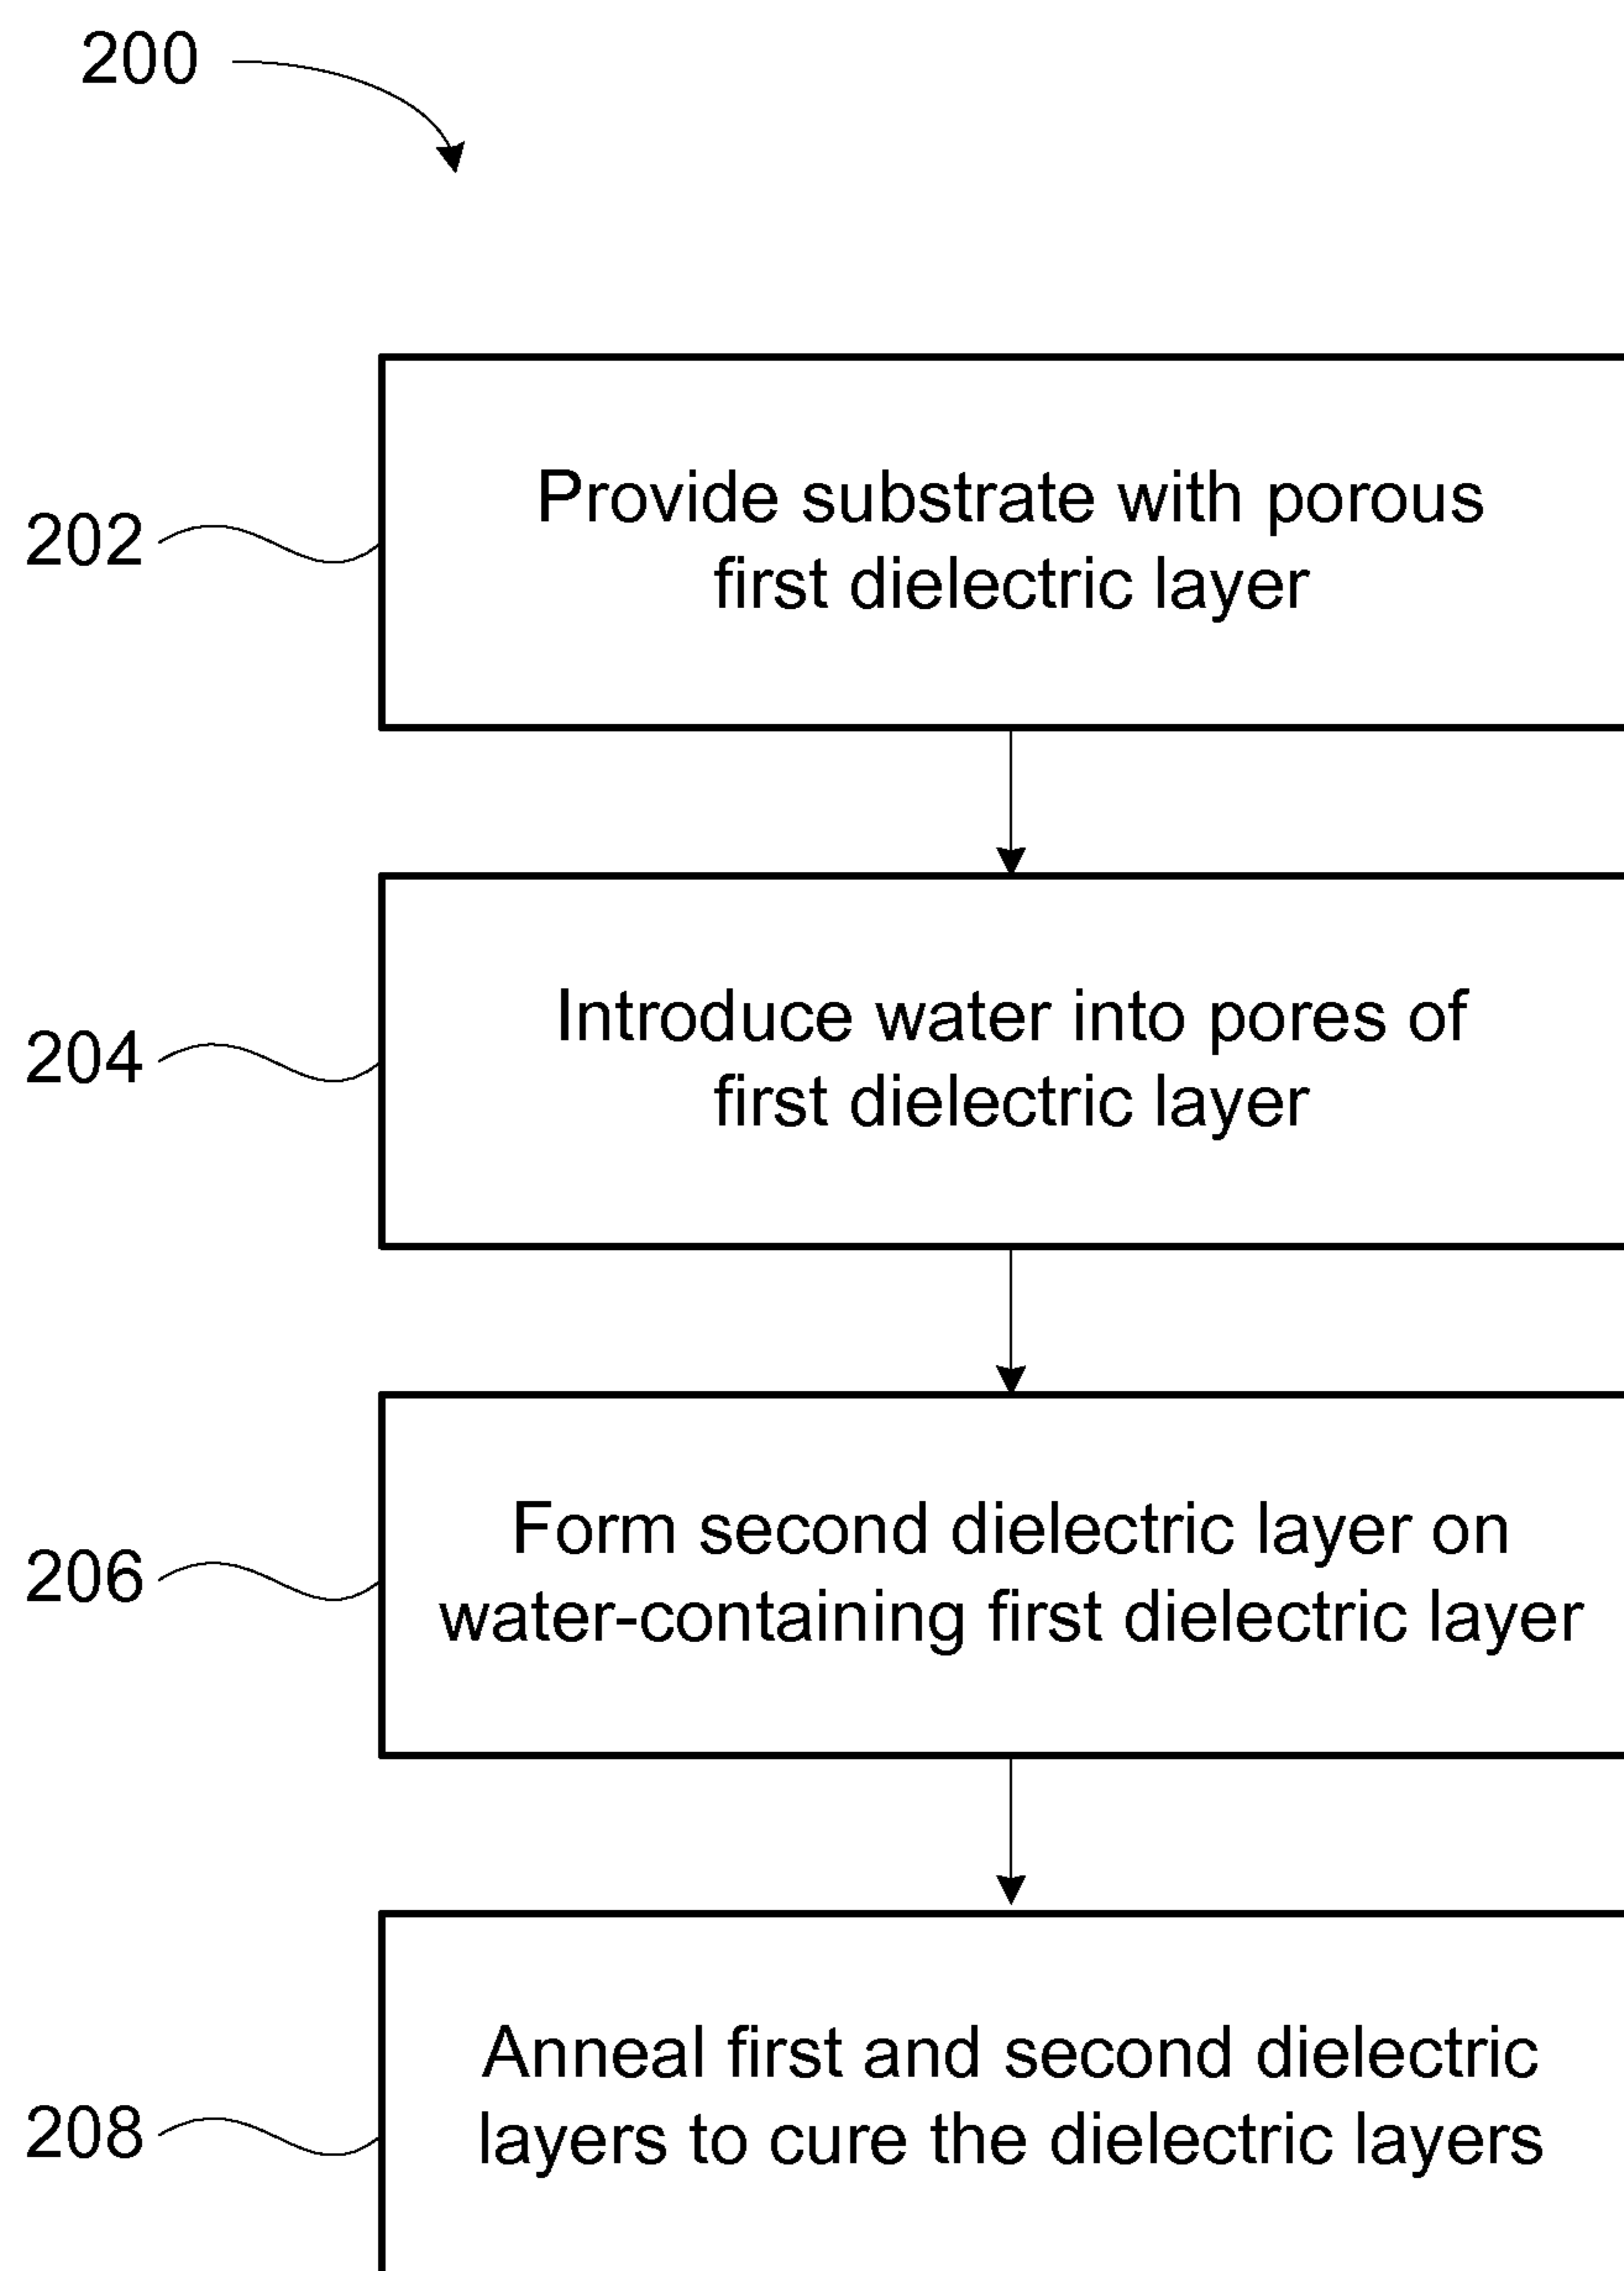 200
202
Provide substrate with porous
first dielectric layer
204
Introduce water into pores of
first dielectric layer
206
Form second dielectric layer on
water-containing first dielectric layer
208
Anneal first and second dielectric
layers to cure the dielectric layers